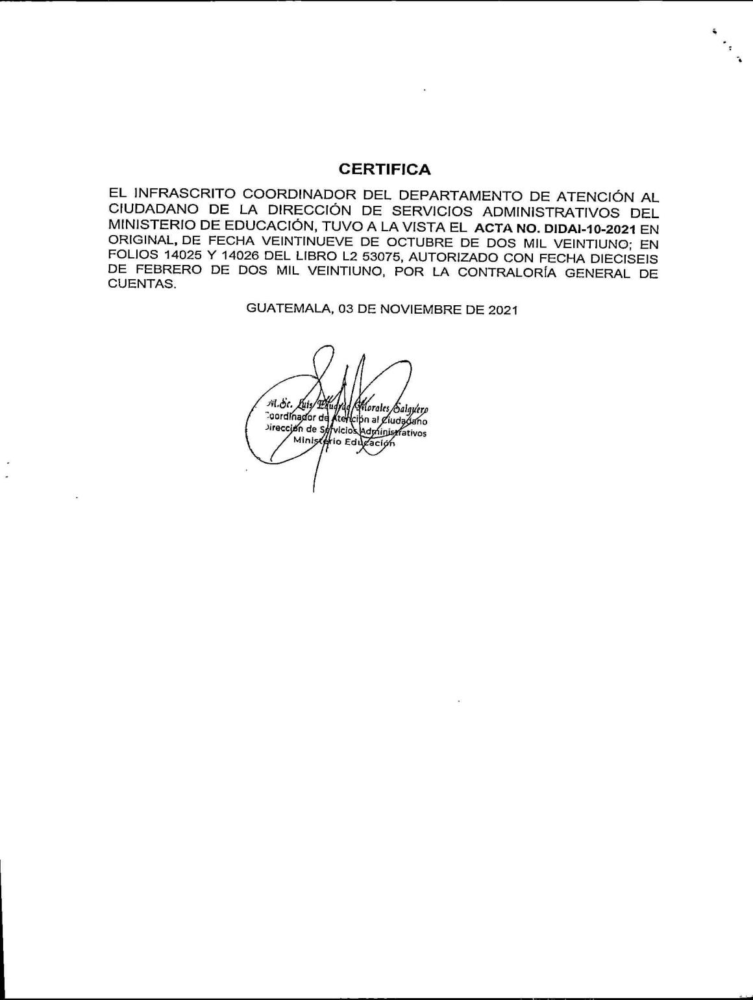 CERTIFICA
EL INFRASCRITO COORDINADOR DEL DEPARTAMENTO DE ATENCIÓN AL
CIUDADANO DE LA DIRECCIÓN DE SERVICIOS ADMINISTRATIVOS DEL
MINISTERIO DE EDUCACIÓN, TUVO A LA VISTA EL ACTA NO. DIDAI-10-2021 EN
ORIGINAL, DE FECHA VEINTINUEVE DE OCTUBRE DE DOS MIL VEINTIUNO; EN
FOLIOS 14025 Y 14026 DEL LIBRO L2 53075, AUTORIZADO CON FECHA DIECISEIS
DE FEBRERO DE DOS MIL VEINTIUNO, POR LA CONTRALORÍA GENERAL DE
CUENTAS.
GUATEMALA, 03 DE NOVIEMBRE DE 2021
M.Sc. Luis Eduardo Morales Salguero
Coordinador de Atención al Ciudadano
Dirección de Servicios Administrativos
Ministerio Educación